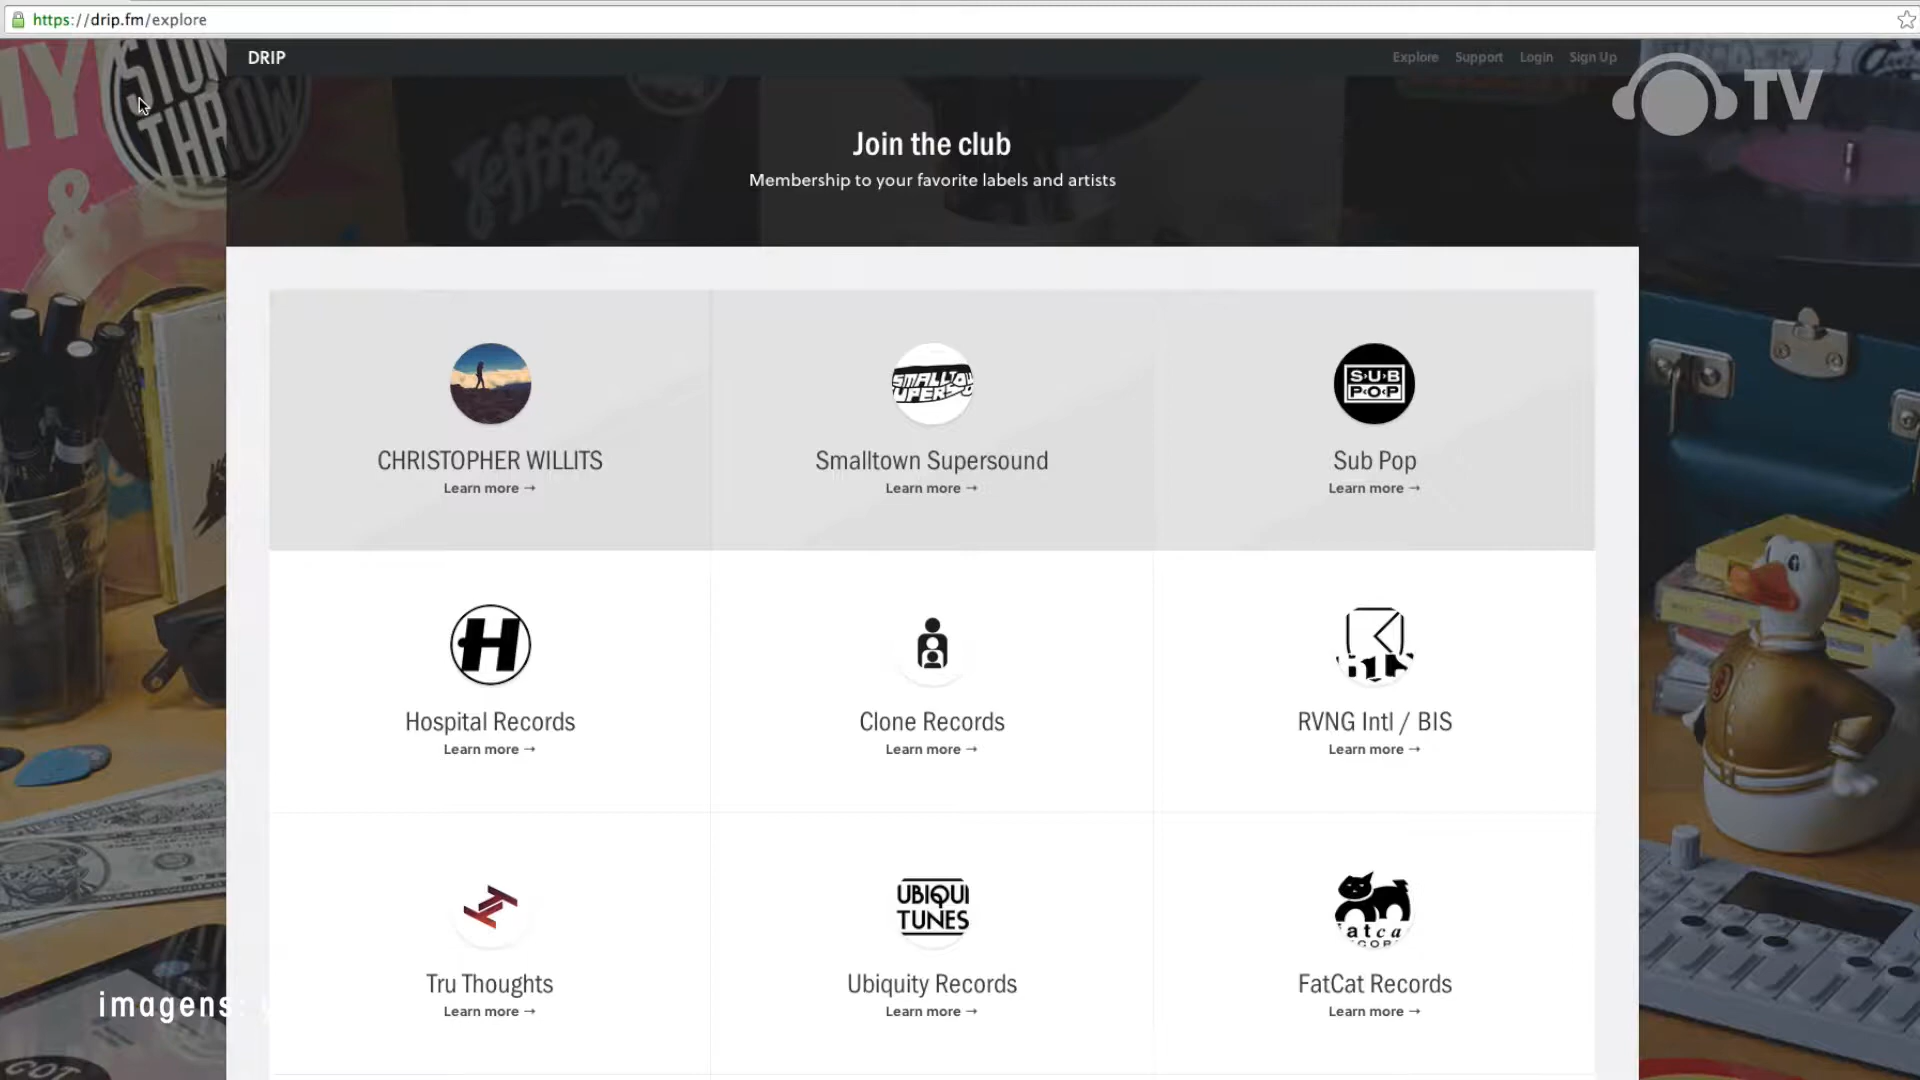 https://drip.fm/explore
DRIP
Explore Support Login Sign Up
TV
STON
THROW
&
Join the club
Membership to your favorite labels and artists
CHRISTOPHER WILLITS
Learn more →
Smalltown Supersound
Learn more →
SUB
POP
Sub Pop
Learn more →
H
Hospital Records
Learn more →
Clone Records
Learn more →
RVNG Intl / BIS
Learn more →
Tru Thoughts
Learn more →
UBIQUI
TUNES
Ubiquity Records
Learn more →
FatCat Records
Learn more →
imagens:
GOT